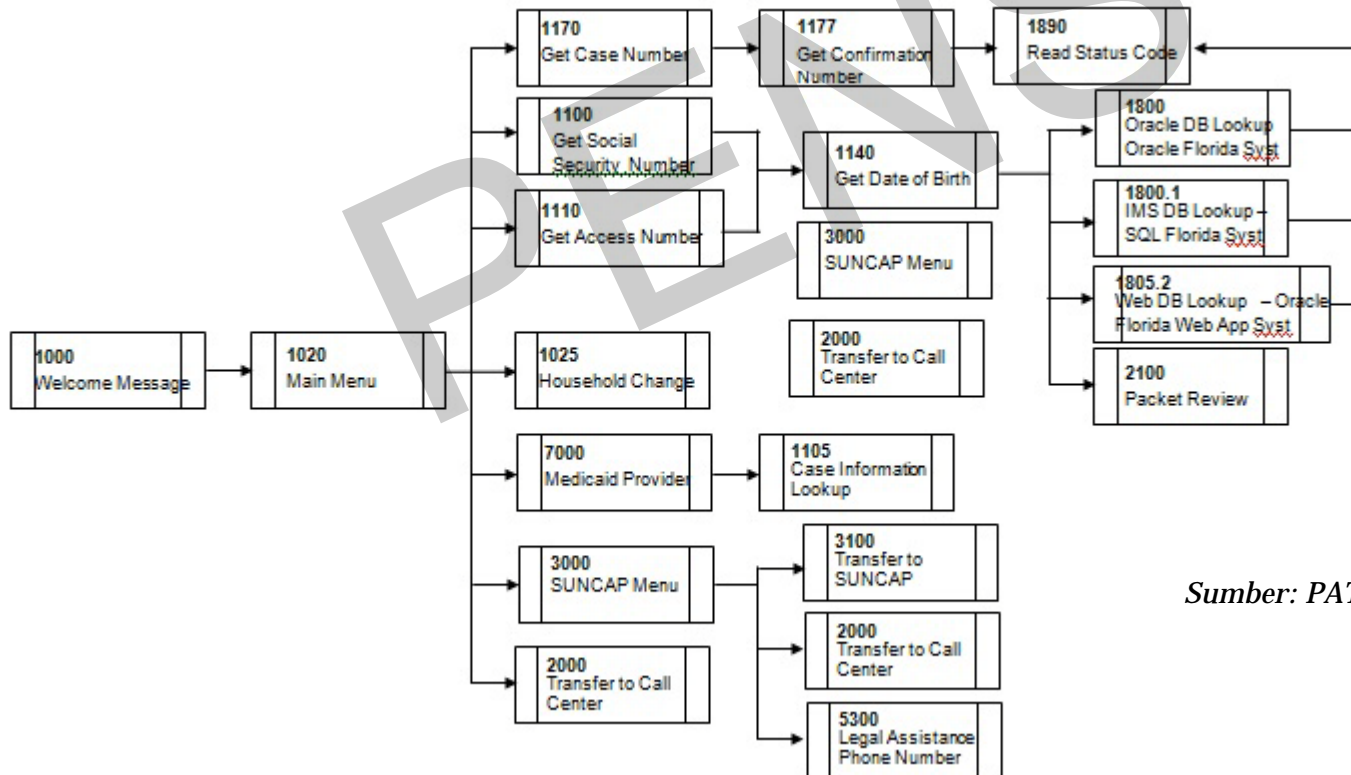 1170
Get Case Number
1177
Get Confirmation
Number
1890
Read Status Code
1100
Get Social
Security Number
1110
Get Access Number
1140
Get Date of Birth
3000
SUNCAP Menu
2000
Transfer to Call
Center
1800
Oracle DB Lookup
Oracle Florida Syst
1800.1
IMS DB Lookup –
SQL Florida Syst
1805.2
Web DB Lookup – Oracle
Florida Web App Syst
2100
Packet Review
1000
Welcome Message
1020
Main Menu
1025
Household Change
7000
Medicaid Provider
1105
Case Information
Lookup
3000
SUNCAP Menu
3100
Transfer to
SUNCAP
2000
Transfer to Call
Center
2000
Transfer to Call
Center
5300
Legal Assistance
Phone Number
Sumber: PAT
PENS